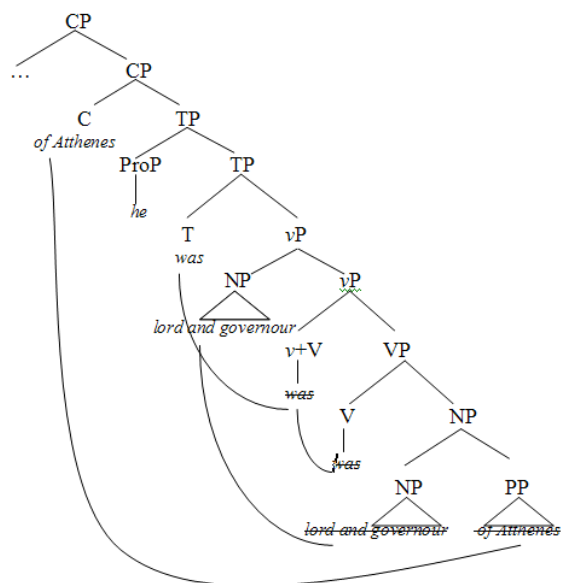 CP
… CP
C TP
of Atthenes
ProP TP
he
T vP
was
NP vP
lord and governour
v+V VP
was
V NP
was
NP PP
lord and governour of Atthenes